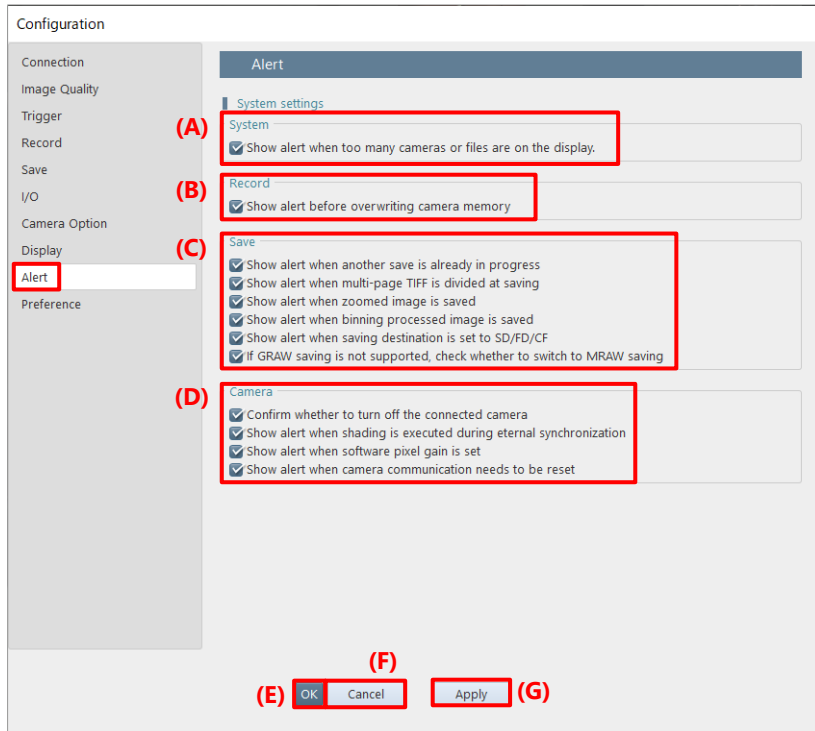 Configuration
Connection
Image Quality
Trigger
Record
Save
I/O
Camera Option
Display
Alert
Preference
Alert
System settings
(A)
System
Show alert when too many cameras or files are on the display.
(B)
Record
Show alert before overwriting camera memory
(C)
Save
Show alert when another save is already in progress
Show alert when multi-page TIFF is divided at saving
Show alert when zoomed image is saved
Show alert when binning processed image is saved
Show alert when saving destination is set to SD/FD/CF
If GRAW saving is not supported, check whether to switch to MRAW saving
(D)
Camera
Confirm whether to turn off the connected camera
Show alert when shading is executed during eternal synchronization
Show alert when software pixel gain is set
Show alert when camera communication needs to be reset
(F)
(E) OK Cancel Apply (G)